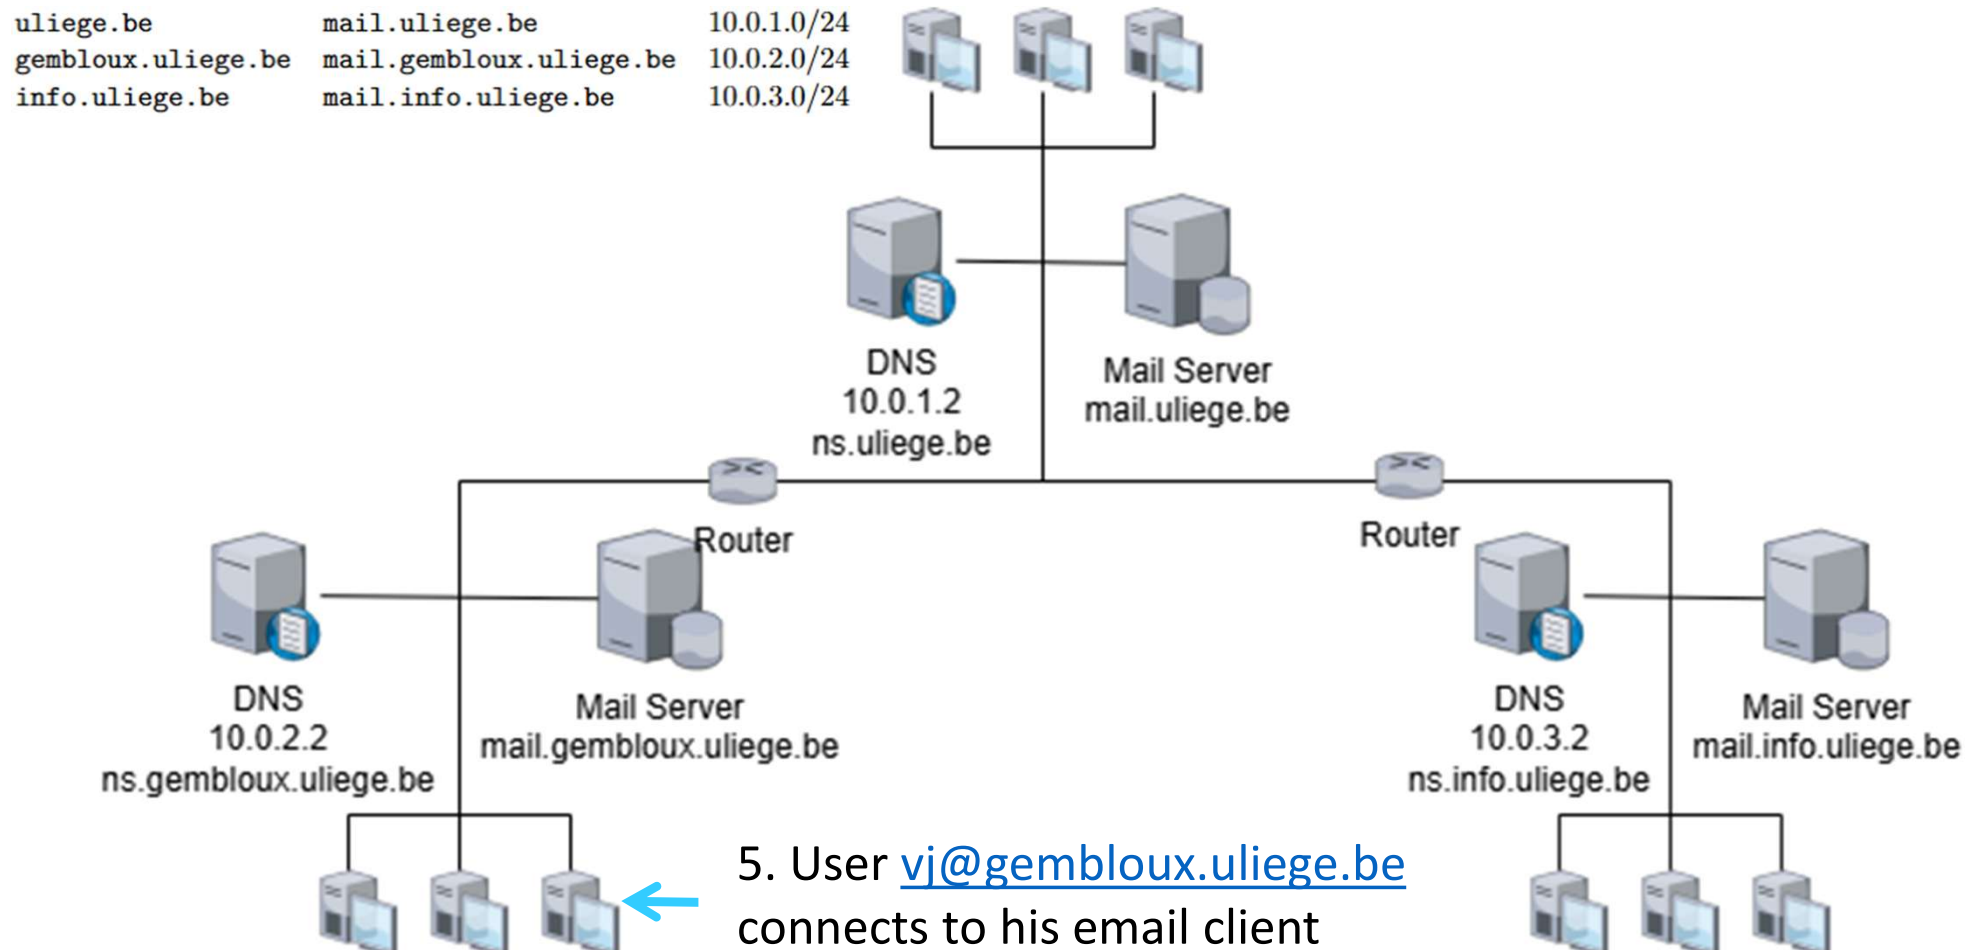 uliege.be mail.uliege.be 10.0.1.0/24
gembloux.uliege.be mail.gembloux.uliege.be 10.0.2.0/24
info.uliege.be mail.info.uliege.be 10.0.3.0/24
DNS
10.0.1.2
ns.uliege.be
Mail Server
mail.uliege.be
Router
Router
DNS
10.0.2.2
ns.gembloux.uliege.be
Mail Server
mail.gembloux.uliege.be
DNS
10.0.3.2
ns.info.uliege.be
Mail Server
mail.info.uliege.be
5. User vj@gembloux.uliege.be
connects to his email client